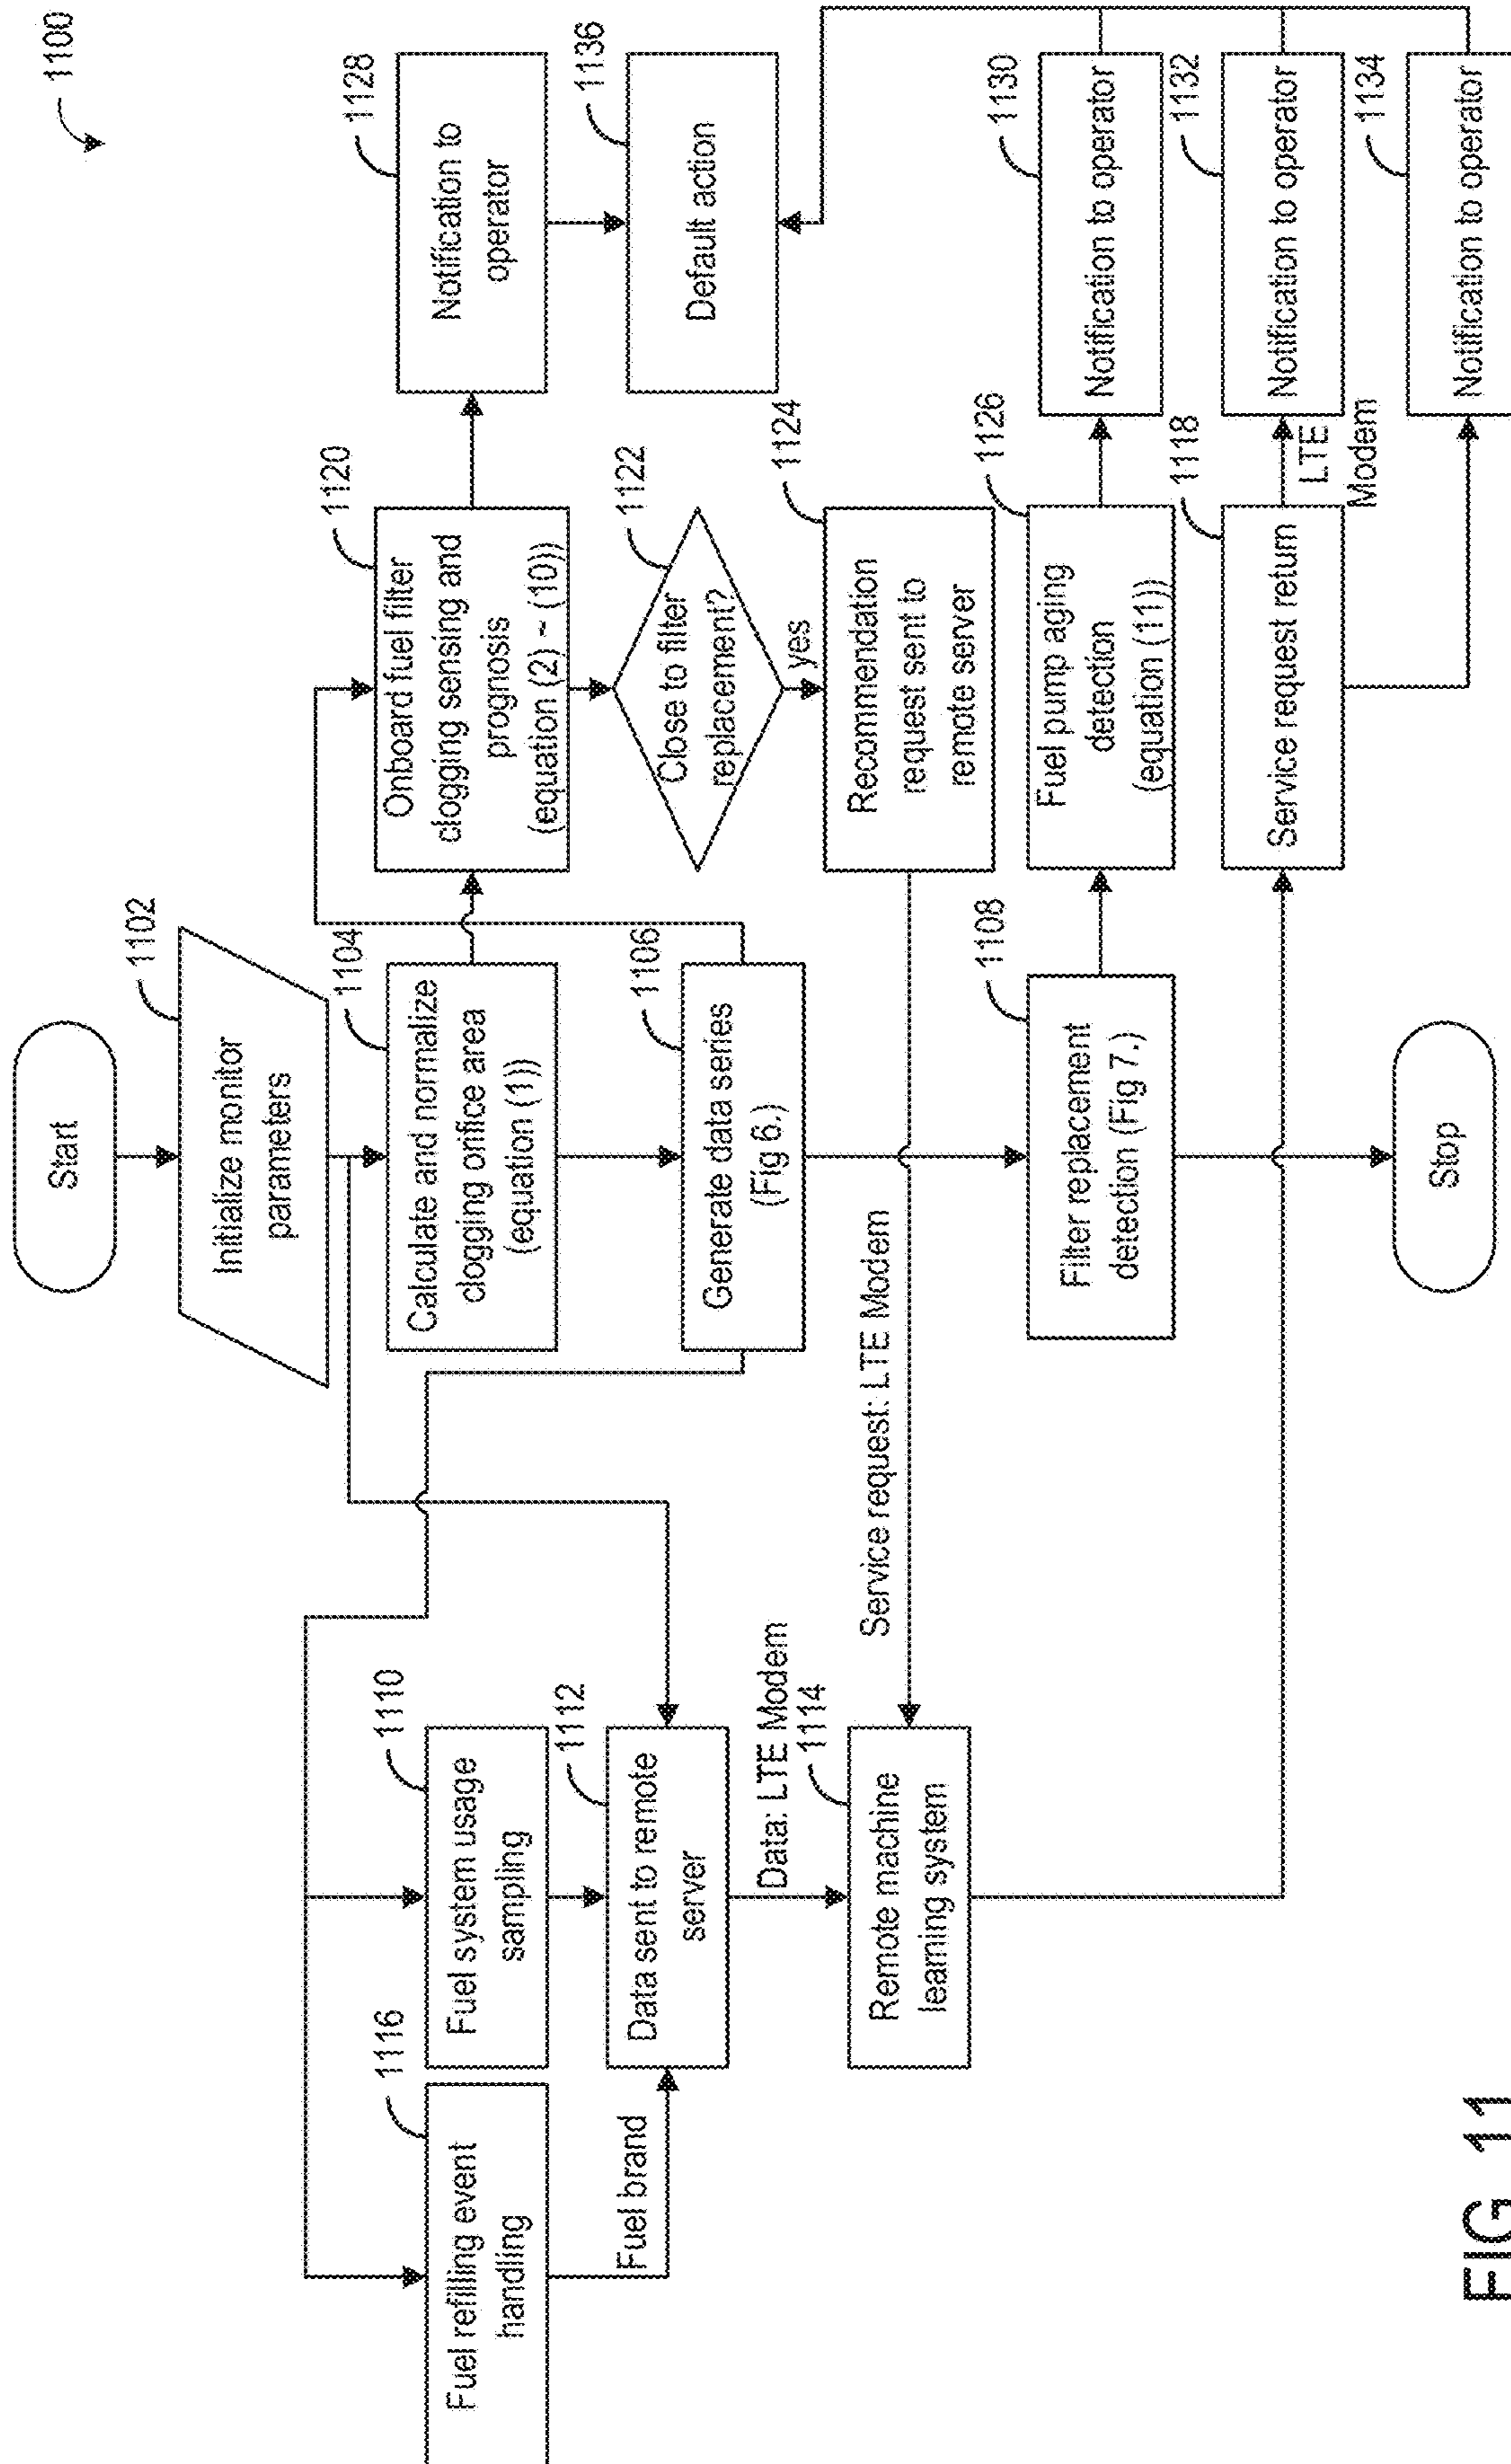 1100
Start
1102
Initialize monitor
parameters
1104
Calculate and normalize
clogging orifice area
(equation (1))
1106
Generate data series
(Fig 6.)
1108
Filter replacement
detection (Fig 7.)
Stop
1116
Fuel refilling event
handling
Fuel brand
1110
Fuel system usage
sampling
1112
Data sent to remote
server
Data: LTE Modem
1114
Remote machine
learning system
Service request: LTE Modem
1120
Onboard fuel filter
clogging sensing and
prognosis
(equation (2) ~ (10))
1122
Close to filter
replacement?
yes
1124
Recommendation
request sent to
remote server
1126
Fuel pump aging
detection
(equation (11))
1118
Service request return
LTE
Modem
1128
Notification to
operator
1136
Default action
1130
Notification to operator
1132
Notification to operator
1134
Notification to operator
FIG. 11